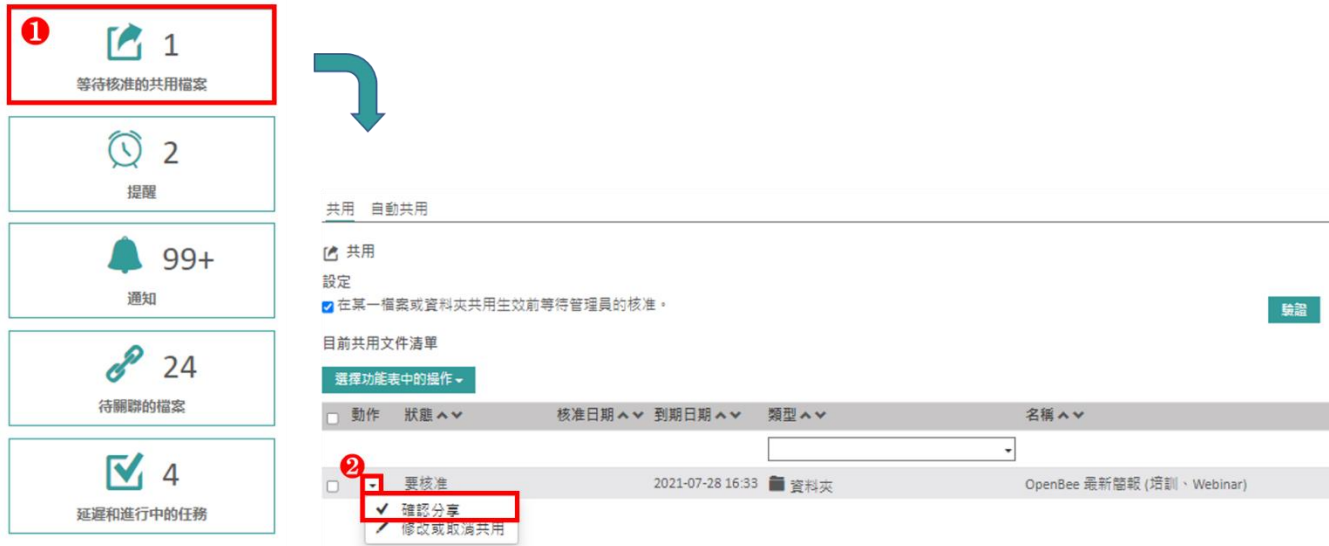 ❶
1
等待核准的共用檔案
2
提醒
99+
通知
24
待關聯的檔案
4
延遲和進行中的任務
共用 自動共用
共用
設定
在某一檔案或資料夾共用生效前等待管理員的核准。
驗證
目前共用文件清單
選擇功能表中的操作
動作 狀態 核准日期 到期日期 類型 名稱
❷
要核准 2021-07-28 16:33 資料夾 OpenBee 最新簡報 (培訓、Webinar)
確認分享
修改或取消共用